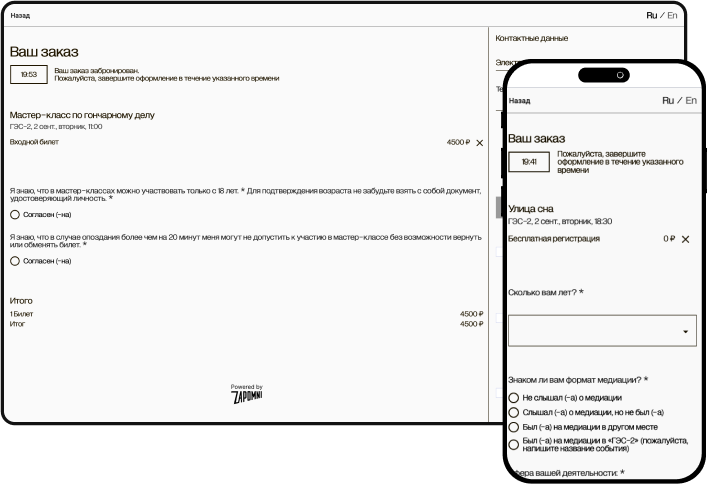 Назад
Ru / En
Ваш заказ
19:53
Ваш заказ забронирован.
Пожалуйста, завершите оформление в течение указанного времени
Мастер-класс по гончарному делу
ГЭС-2, 2 сент., вторник, 11:00
Входной билет
4500 ₽
Я знаю, что в мастер-классах можно участвовать только с 18 лет. * Для подтверждения возраста не забудьте взять с собой документ,
удостоверяющий личность. *
Согласен (-на)
Я знаю, что в случае опоздания более чем на 20 минут меня могут не допустить к участию в мастер-классе без возможности вернуть
или обменять билет. *
Согласен (-на)
Итого
1 Билет
4500 ₽
Итог
4500 ₽
Powered by
ZAPOMNI
Контактные данные
Элект
Те
Назад
Ru / En
Ваш заказ
19:41
Пожалуйста, завершите
оформление в течение указанного
времени
Улица сна
ГЭС-2, 2 сент., вторник, 18:30
Бесплатная регистрация
0 ₽
Сколько вам лет? *
Знаком ли вам формат медиации? *
Не слышал (-а) о медиации
Слышал (-а) о медиации, но не был (-а)
Был (-а) на медиации в другом месте
Был (-а) на медиации в «ГЭС-2» (пожалуйста,
напишите название события)
фера вашей деятельности: *